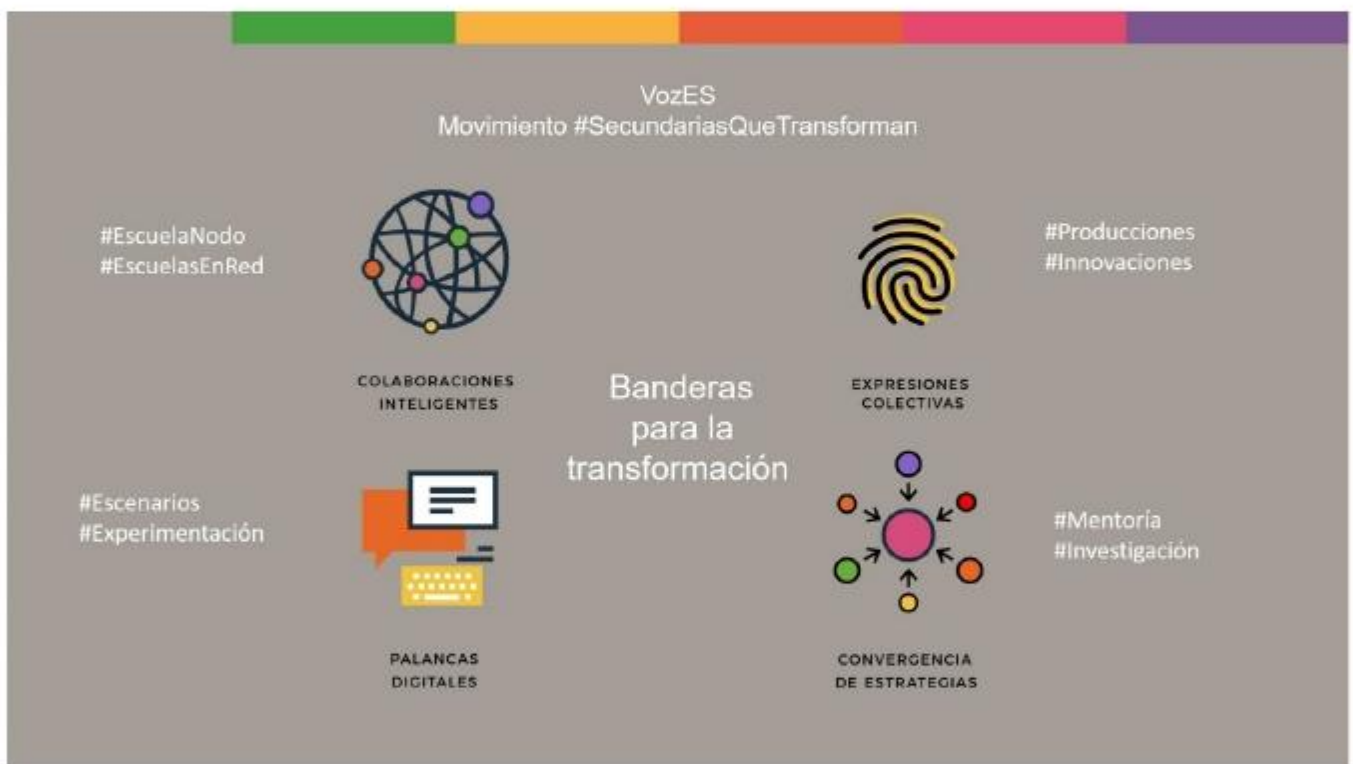 VozES
Movimiento #SecundariasQueTransforman
#EscuelaNodo
#EscuelasEnRed
COLABORACIONES
INTELIGENTES
#Producciones
#Innovaciones
EXPRESIONES
COLECTIVAS
Banderas
para la
transformación
#Escenarios
#Experimentación
PALANCAS
DIGITALES
#Mentoría
#Investigación
CONVERGENCIA
DE ESTRATEGIAS